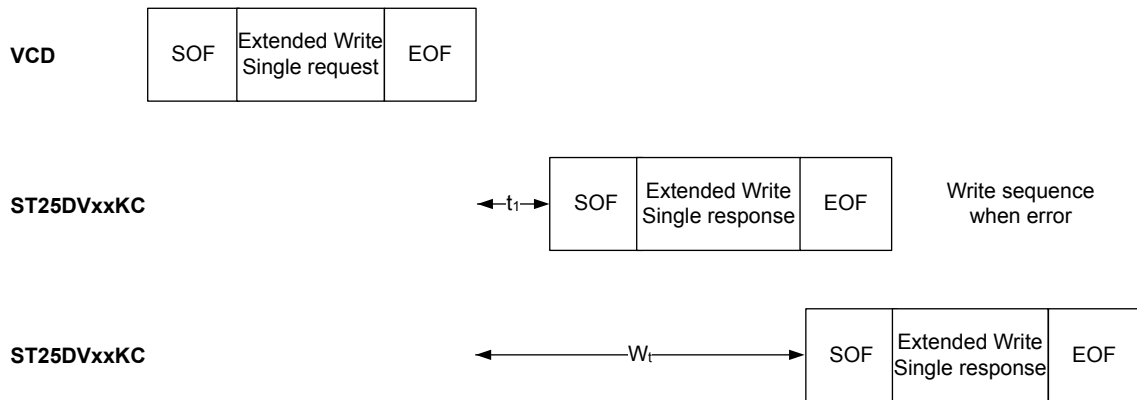 VCD
SOF
Extended Write
Single request
EOF
ST25DVxxKC
t₁
SOF
Extended Write
Single response
EOF
Write sequence
when error
ST25DVxxKC
Wₜ
SOF
Extended Write
Single response
EOF